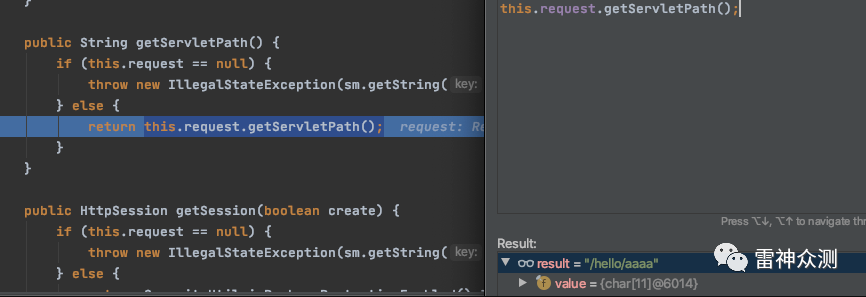 }
public String getServletPath() {
if (this.request == null) {
throw new IllegalStateException(sm.getString( key:
} else {
return this.request.getServletPath(); request: Re
}
}
public HttpSession getSession(boolean create) {
if (this.request == null) {
throw new IllegalStateException(sm.getString( key:
} else {
this.request.getServletPath();
Press ⌥↓, ⌥↑ to navigate thr
Result:
oo result = "/hello/aaaa"
f value = {char[11]@6014}
雷神众测